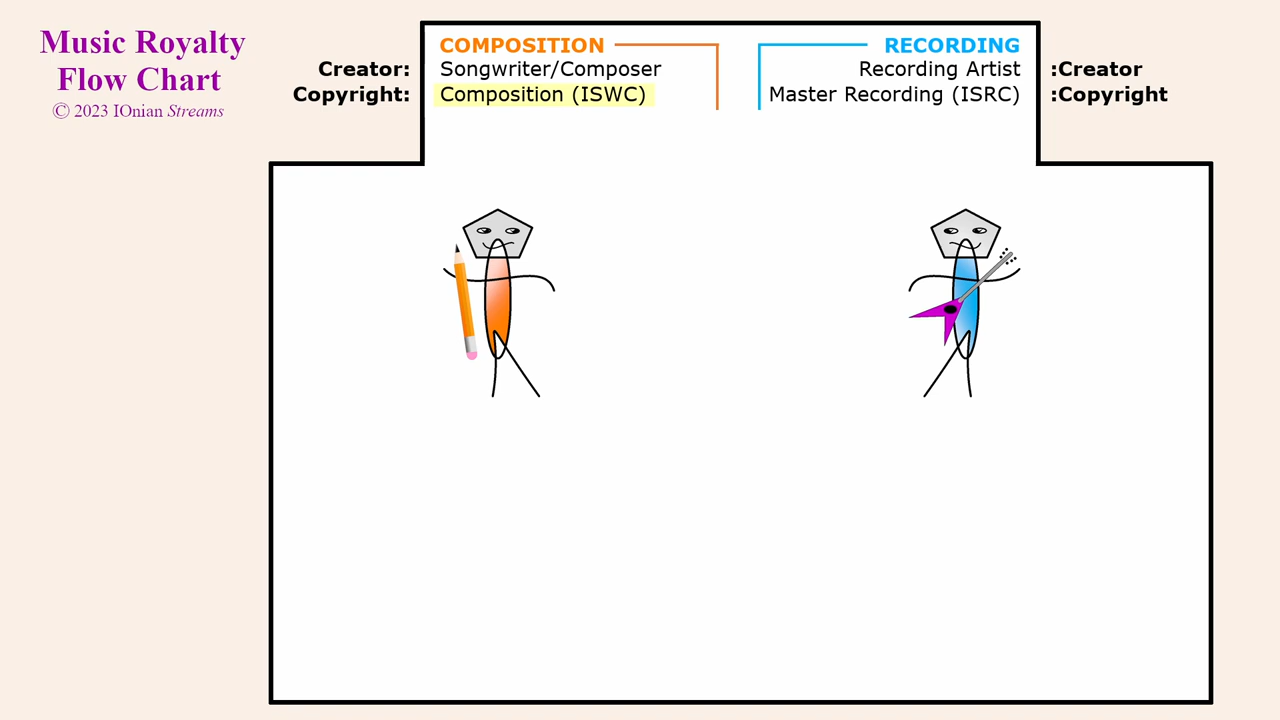 Music Royalty
Flow Chart
© 2023 IOnian Streams
COMPOSITION
Creator: Songwriter/Composer
Copyright: Composition (ISWC)
RECORDING
Recording Artist :Creator
Master Recording (ISRC) :Copyright